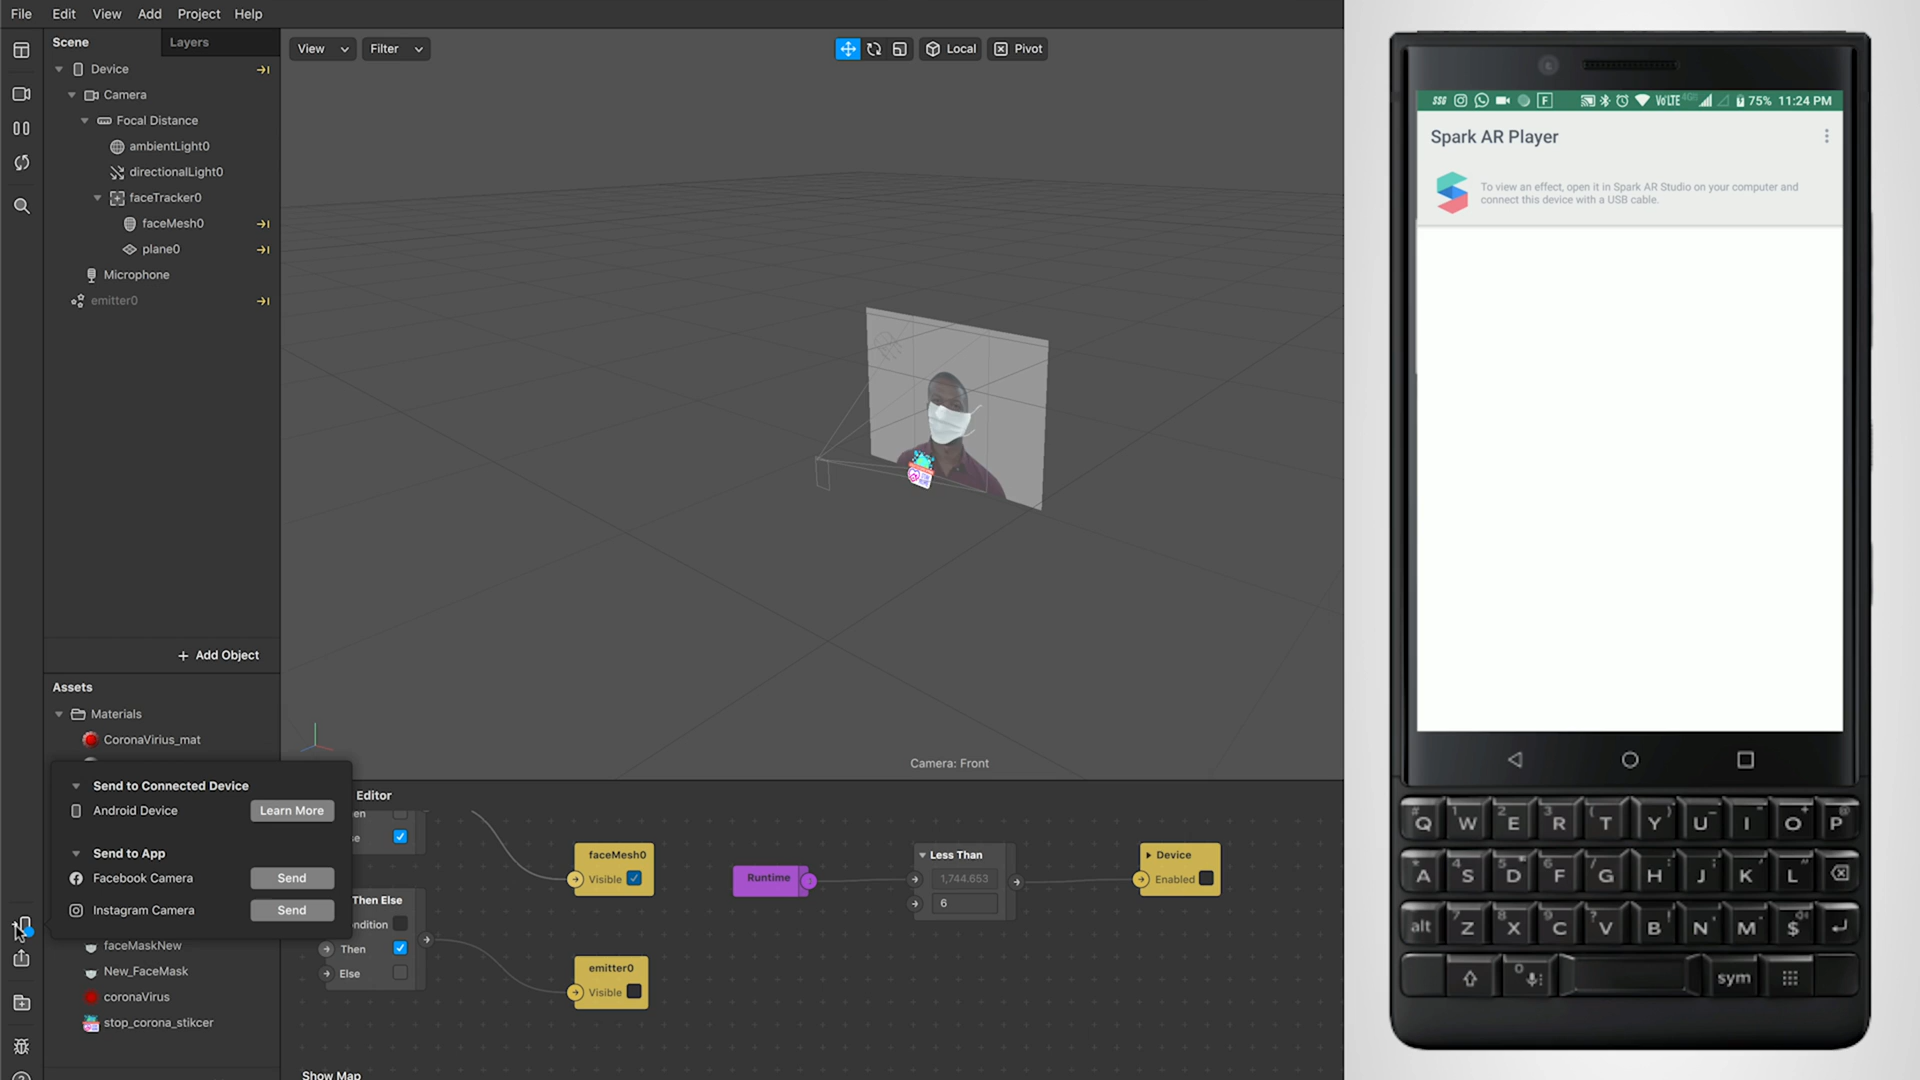 File Edit View Add Project Help
Scene Layers
Device
Camera
Focal Distance
ambientLight0
directionalLight0
faceTracker0
faceMesh0
plane0
Microphone
emitter0
+ Add Object
Assets
Materials
CoronaVirius_mat
Send to Connected Device
Android Device Learn More
Send to App
Facebook Camera Send
Instagram Camera Send
faceMaskNew
New_FaceMask
coronaVirus
stop_corona_stikcer
View Filter Local Pivot
Camera: Front
Editor
Then Else
Then
Else
faceMesh0
Visible
emitter0
Visible
Runtime
Less Than
1,744.653
6
Device
Enabled
Show Map
SSG F VoLTE 4G 75% 11:24 PM
Spark AR Player
To view an effect, open it in Spark AR Studio on your computer and
connect this device with a USB cable.
Q W E R T Y U I O P
A S D F G H J K L
alt Z X C V B N M $
0 sym